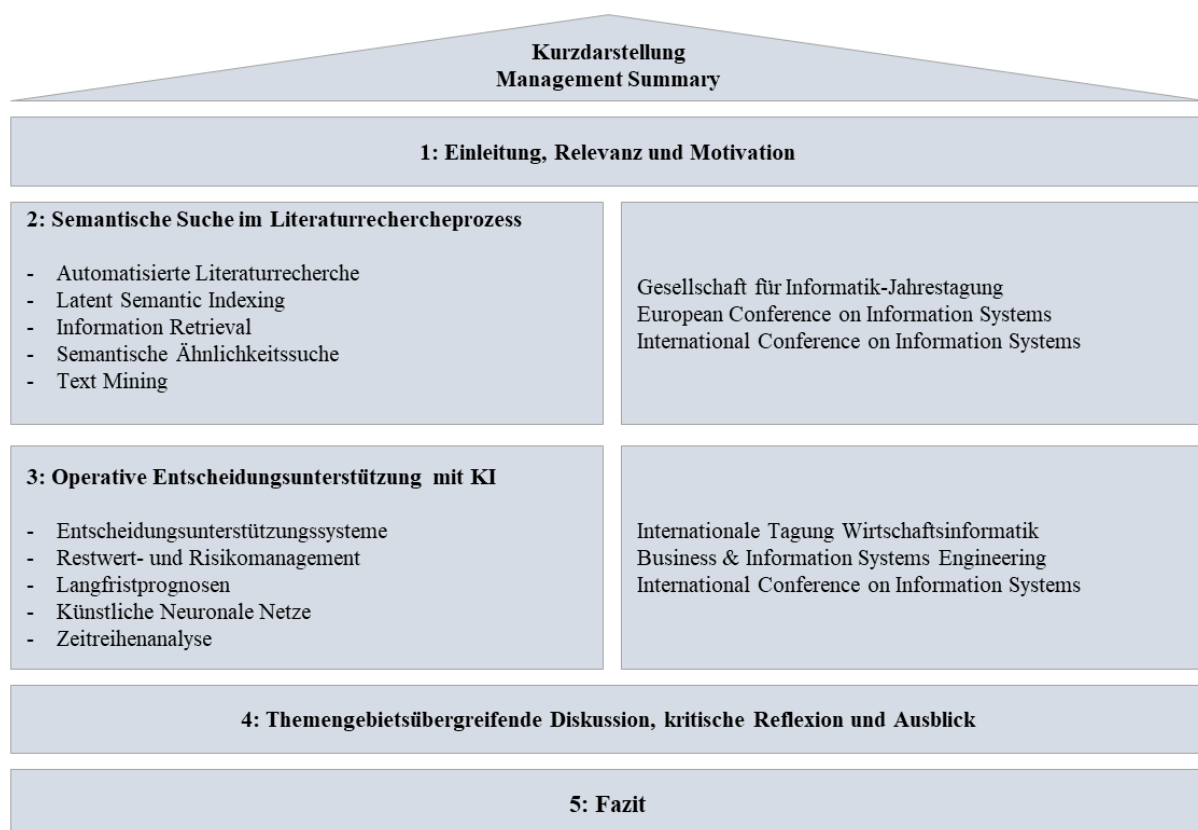 Kurzdarstellung
Management Summary
1: Einleitung, Relevanz und Motivation
2: Semantische Suche im Literaturrechercheprozess
- Automatisierte Literaturrecherche
- Latent Semantic Indexing
- Information Retrieval
- Semantische Ähnlichkeitssuche
- Text Mining
Gesellschaft für Informatik-Jahrestagung
European Conference on Information Systems
International Conference on Information Systems
3: Operative Entscheidungsunterstützung mit KI
- Entscheidungsunterstützungssysteme
- Restwert- und Risikomanagement
- Langfristprognosen
- Künstliche Neuronale Netze
- Zeitreihenanalyse
Internationale Tagung Wirtschaftsinformatik
Business & Information Systems Engineering
International Conference on Information Systems
4: Themengebietsübergreifende Diskussion, kritische Reflexion und Ausblick
5: Fazit